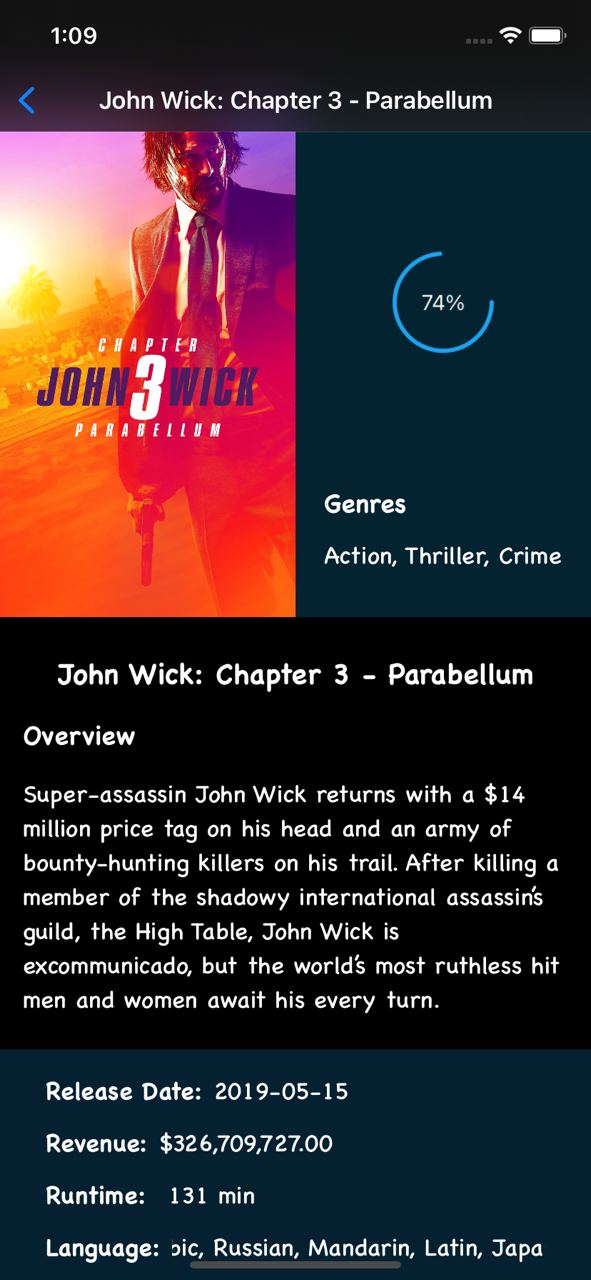 1:09
John Wick: Chapter 3 - Parabellum
CHAPTER
JOHN 3 WICK
PARABELLUM
74%
Genres
Action, Thriller, Crime
John Wick: Chapter 3 - Parabellum
Overview
Super-assassin John Wick returns with a $14
million price tag on his head and an army of
bounty-hunting killers on his trail. After killing a
member of the shadowy international assassin's
guild, the High Table, John Wick is
excommunicado, but the world's most ruthless hit
men and women await his every turn.
Release Date: 2019-05-15
Revenue: $326,709,727.00
Runtime: 131 min
Language: bic, Russian, Mandarin, Latin, Japa